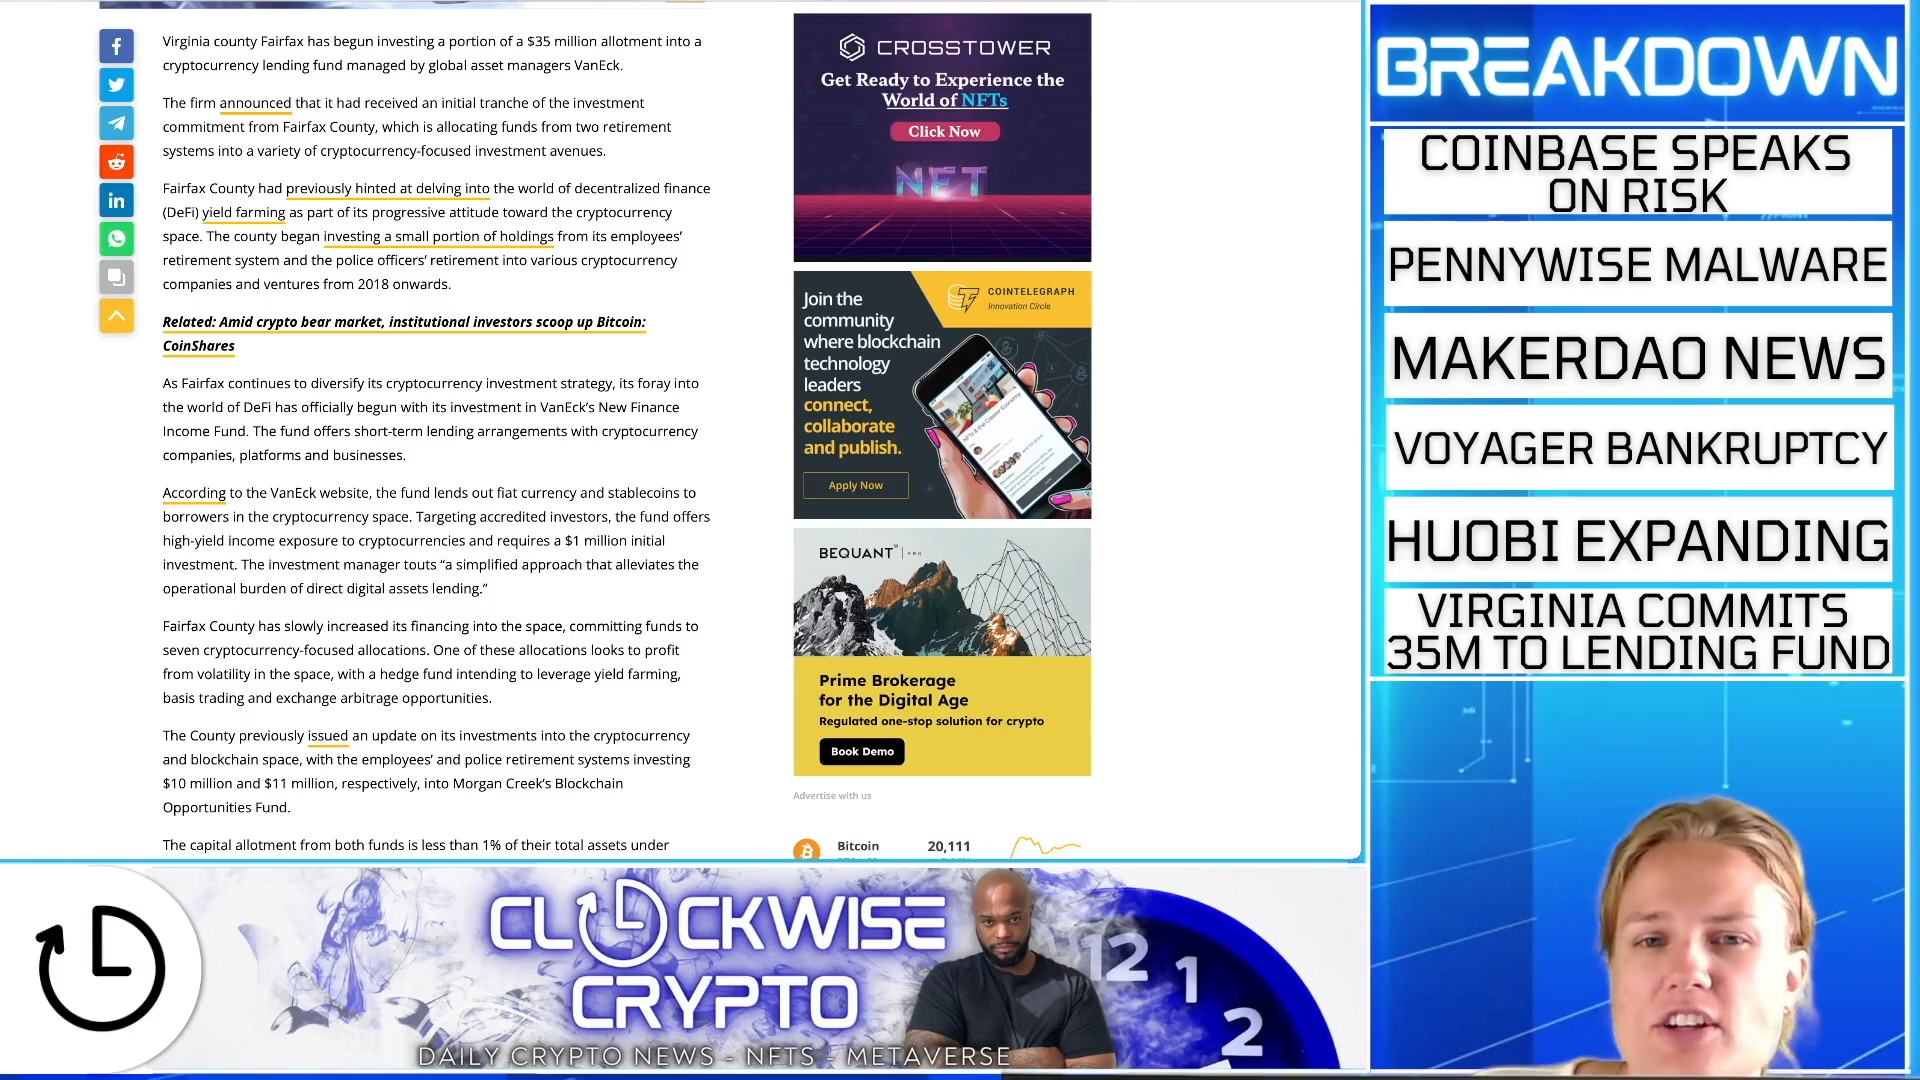 Virginia county Fairfax has begun investing a portion of a $35 million allotment into a
cryptocurrency lending fund managed by global asset managers VanEck.
The firm announced that it had received an initial tranche of the investment
commitment from Fairfax County, which is allocating funds from two retirement
systems into a variety of cryptocurrency-focused investment avenues.
Fairfax County had previously hinted at delving into the world of decentralized finance
(DeFi) yield farming as part of its progressive attitude toward the cryptocurrency
space. The county began investing a small portion of holdings from its employees’
retirement system and the police officers’ retirement into various cryptocurrency
companies and ventures from 2018 onwards.
Related: Amid crypto bear market, institutional investors scoop up Bitcoin:
CoinShares
As Fairfax continues to diversify its cryptocurrency investment strategy, its foray into
the world of DeFi has officially begun with its investment in VanEck’s New Finance
Income Fund. The fund offers short-term lending arrangements with cryptocurrency
companies, platforms and businesses.
According to the VanEck website, the fund lends out fiat currency and stablecoins to
borrowers in the cryptocurrency space. Targeting accredited investors, the fund offers
high-yield income exposure to cryptocurrencies and requires a $1 million initial
investment. The investment manager touts “a simplified approach that alleviates the
operational burden of direct digital assets lending.”
Fairfax County has slowly increased its financing into the space, committing funds to
seven cryptocurrency-focused allocations. One of these allocations looks to profit
from volatility in the space, with a hedge fund intending to leverage yield farming,
basis trading and exchange arbitrage opportunities.
The County previously issued an update on its investments into the cryptocurrency
and blockchain space, with the employees’ and police retirement systems investing
$10 million and $11 million, respectively, into Morgan Creek’s Blockchain
Opportunities Fund.
The capital allotment from both funds is less than 1% of their total assets under
CROSSTOWER
Get Ready to Experience the
World of NFTs
Click Now
NFT
COINTELEGRAPH
Innovation Circle
Join the
community
where blockchain
technology
leaders
connect,
collaborate
and publish.
Apply Now
BEQUANT PRO
Prime Brokerage
for the Digital Age
Regulated one-stop solution for crypto
Book Demo
Advertise with us
Bitcoin 20,111
BREAKDOWN
COINBASE SPEAKS
ON RISK
PENNYWISE MALWARE
MAKERDAO NEWS
VOYAGER BANKRUPTCY
HUOBI EXPANDING
VIRGINIA COMMITS
35M TO LENDING FUND
CLOCKWISE
CRYPTO
DAILY CRYPTO NEWS - NFTS - METAVERSE
12
1
2